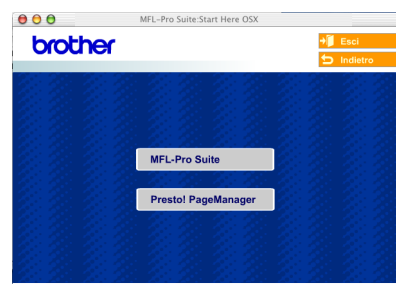 MFL-Pro Suite:Start Here OSX
brother
Esci
Indietro
MFL-Pro Suite
Presto! PageManager